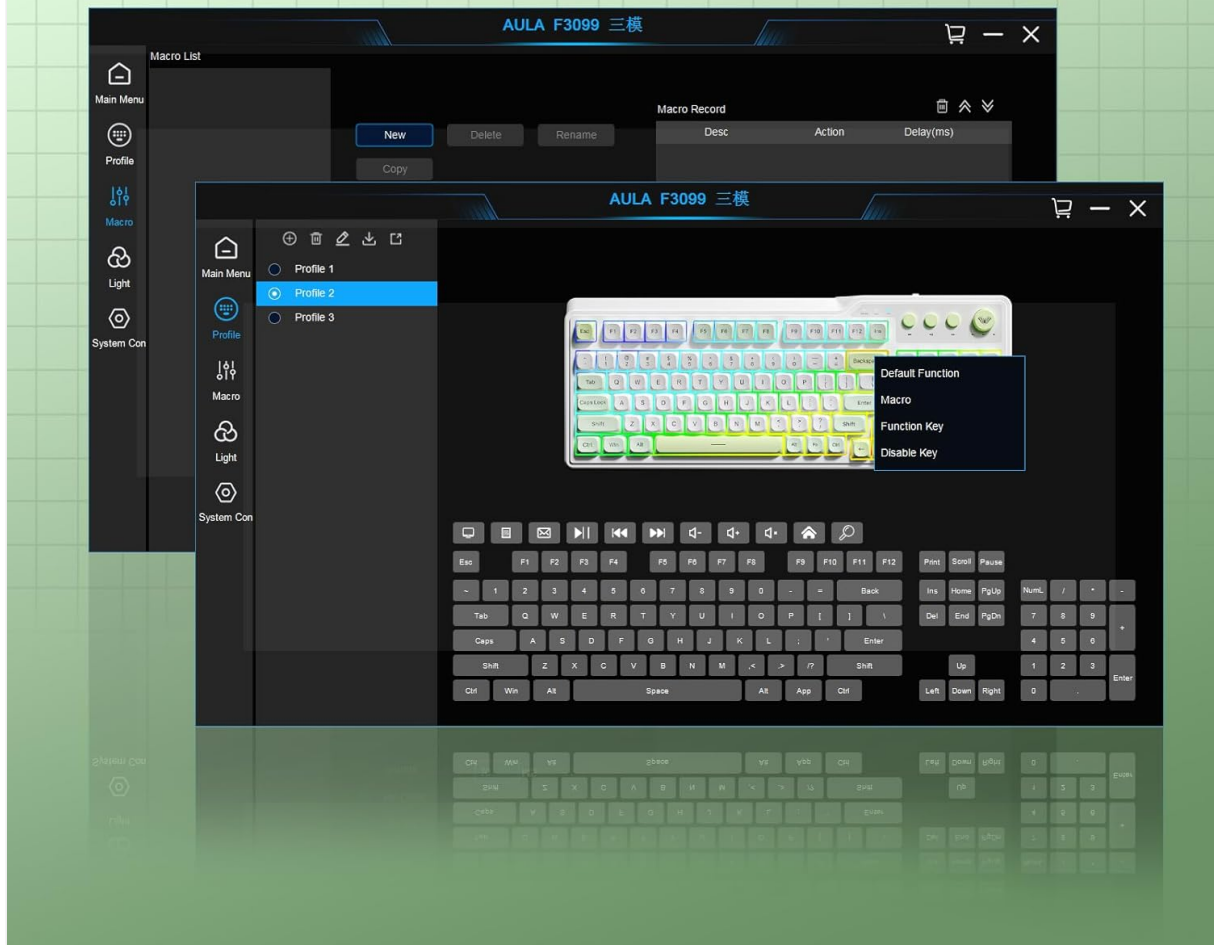 AULA F3099 三模
Macro List
Main Menu
Profile
Macro
Light
System Con
New
Delete
Rename
Copy
Macro Record
Desc Action Delay(ms)
AULA F3099 三模
Main Menu
Profile
Macro
Light
System Con
Profile 1
Profile 2
Profile 3
Default Function
Macro
Function Key
Disable Key
Esc F1 F2 F3 F4 F5 F6 F7 F8 F9 F10 F11 F12 Print Scroll Pause
~ 1 2 3 4 5 6 7 8 9 0 - = Back Ins Home PgUp NumL / * -
Tab Q W E R T Y U I O P [ ] \ Del End PgDn 7 8 9 +
Caps A S D F G H J K L ; ' Enter 4 5 6
Shift Z X C V B N M ,< .> /? Shift Up 1 2 3 Enter
Ctrl Win Alt Space Alt App Ctrl Left Down Right 0 .